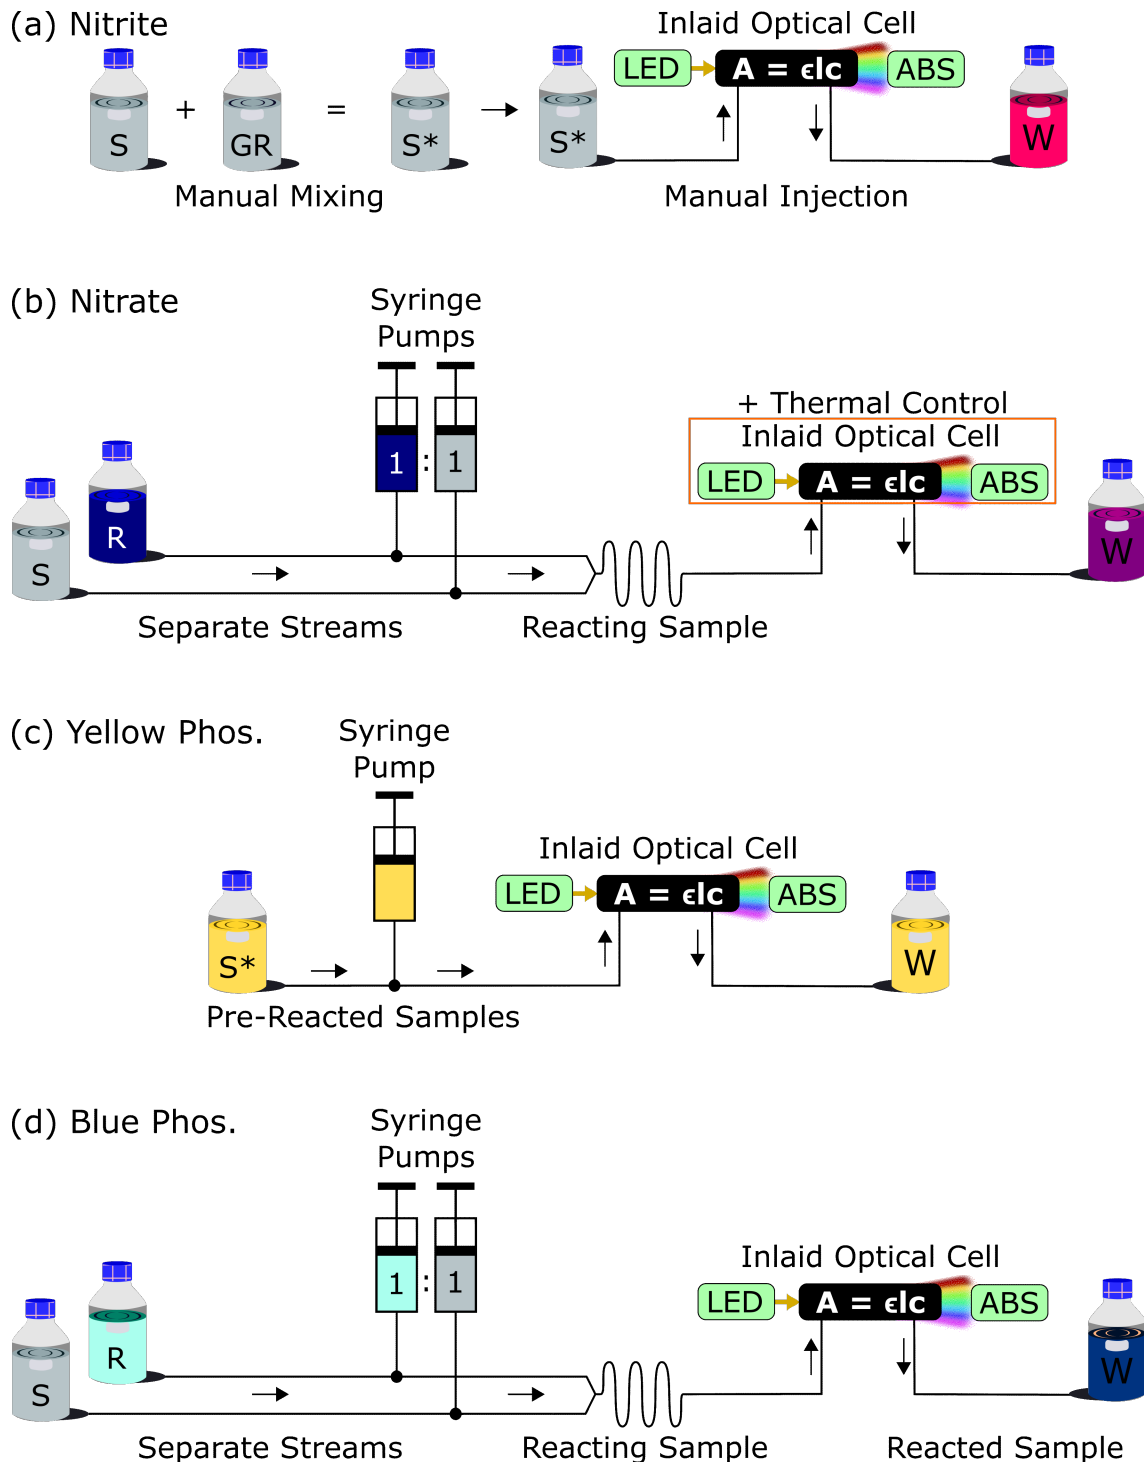 (a) Nitrite
Inlaid Optical Cell
LED
A = ϵlc
ABS
S
+
GR
=
S*
S*
W
Manual Mixing
Manual Injection
(b) Nitrate
Syringe
Pumps
1 : 1
+ Thermal Control
Inlaid Optical Cell
LED
A = ϵlc
ABS
R
S
W
Separate Streams
Reacting Sample
(c) Yellow Phos.
Syringe
Pump
Inlaid Optical Cell
LED
A = ϵlc
ABS
S*
W
Pre-Reacted Samples
(d) Blue Phos.
Syringe
Pumps
1 : 1
Inlaid Optical Cell
LED
A = ϵlc
ABS
R
S
W
Separate Streams
Reacting Sample
Reacted Sample